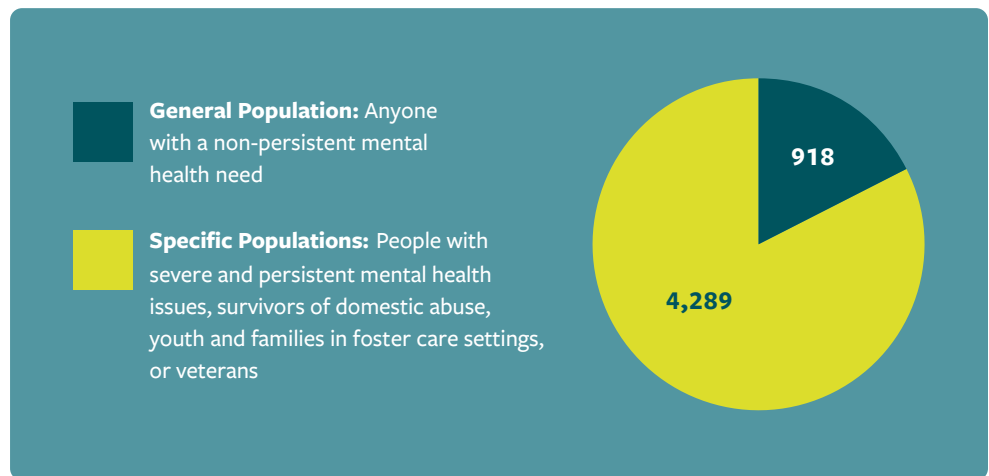 General Population: Anyone
with a non-persistent mental
health need
Specific Populations: People with
severe and persistent mental health
issues, survivors of domestic abuse,
youth and families in foster care settings,
or veterans
918
4,289